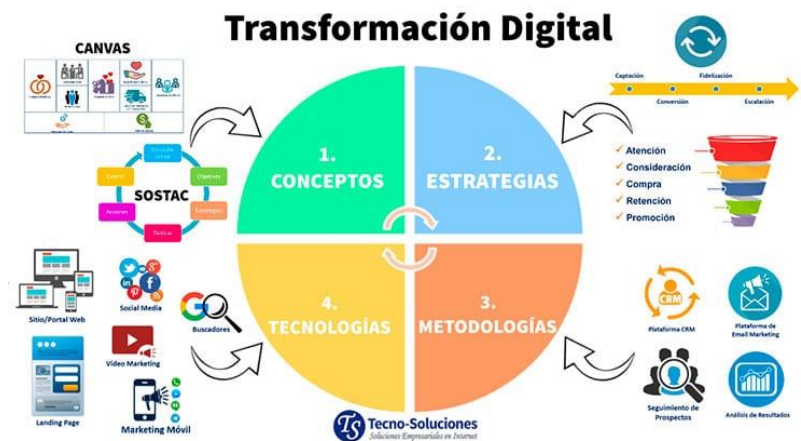 Transformación Digital
CANVAS
SOSTAC
Objetivos
Estrategias
Tácticas
Acciones
Control
1.
CONCEPTOS
2.
ESTRATEGIAS
Captación
Fidelización
Conversión
Escalación
Atención
Consideración
Compra
Retención
Promoción
4.
TECNOLOGÍAS
3.
METODOLOGÍAS
Sitio/Portal Web
Social Media
Buscadores
Video Marketing
Landing Page
Marketing Móvil
CRM
Plataforma CRM
Plataforma de
Email Marketing
Seguimiento de
Prospectos
Análisis de Resultados
TS
Tecno-Soluciones
Soluciones Empresariales en Internet